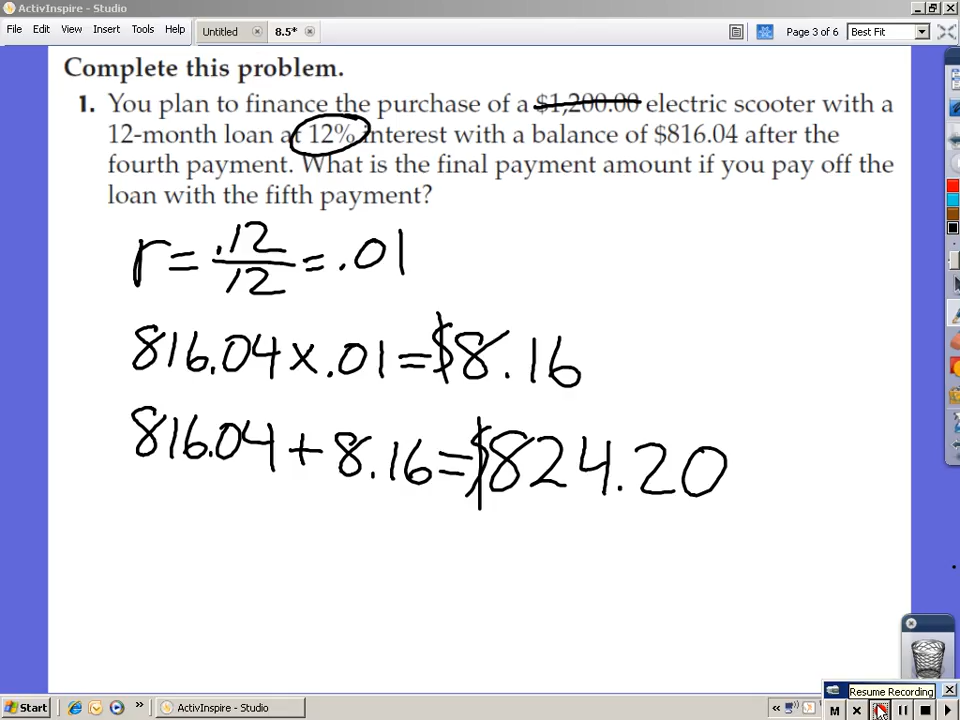 ActivInspire - Studio
File Edit View Insert Tools Help Untitled 8.5* Page 3 of 6 Best Fit
Complete this problem.
1. You plan to finance the purchase of a $1,200.00 electric scooter with a
12-month loan at 12% interest with a balance of $816.04 after the
fourth payment. What is the final payment amount if you pay off the
loan with the fifth payment?
r = .12/12 = .01
816.04 x .01 = $8.16
816.04 + 8.16 = $824.20
Resume Recording
Start » ActivInspire - Studio « M